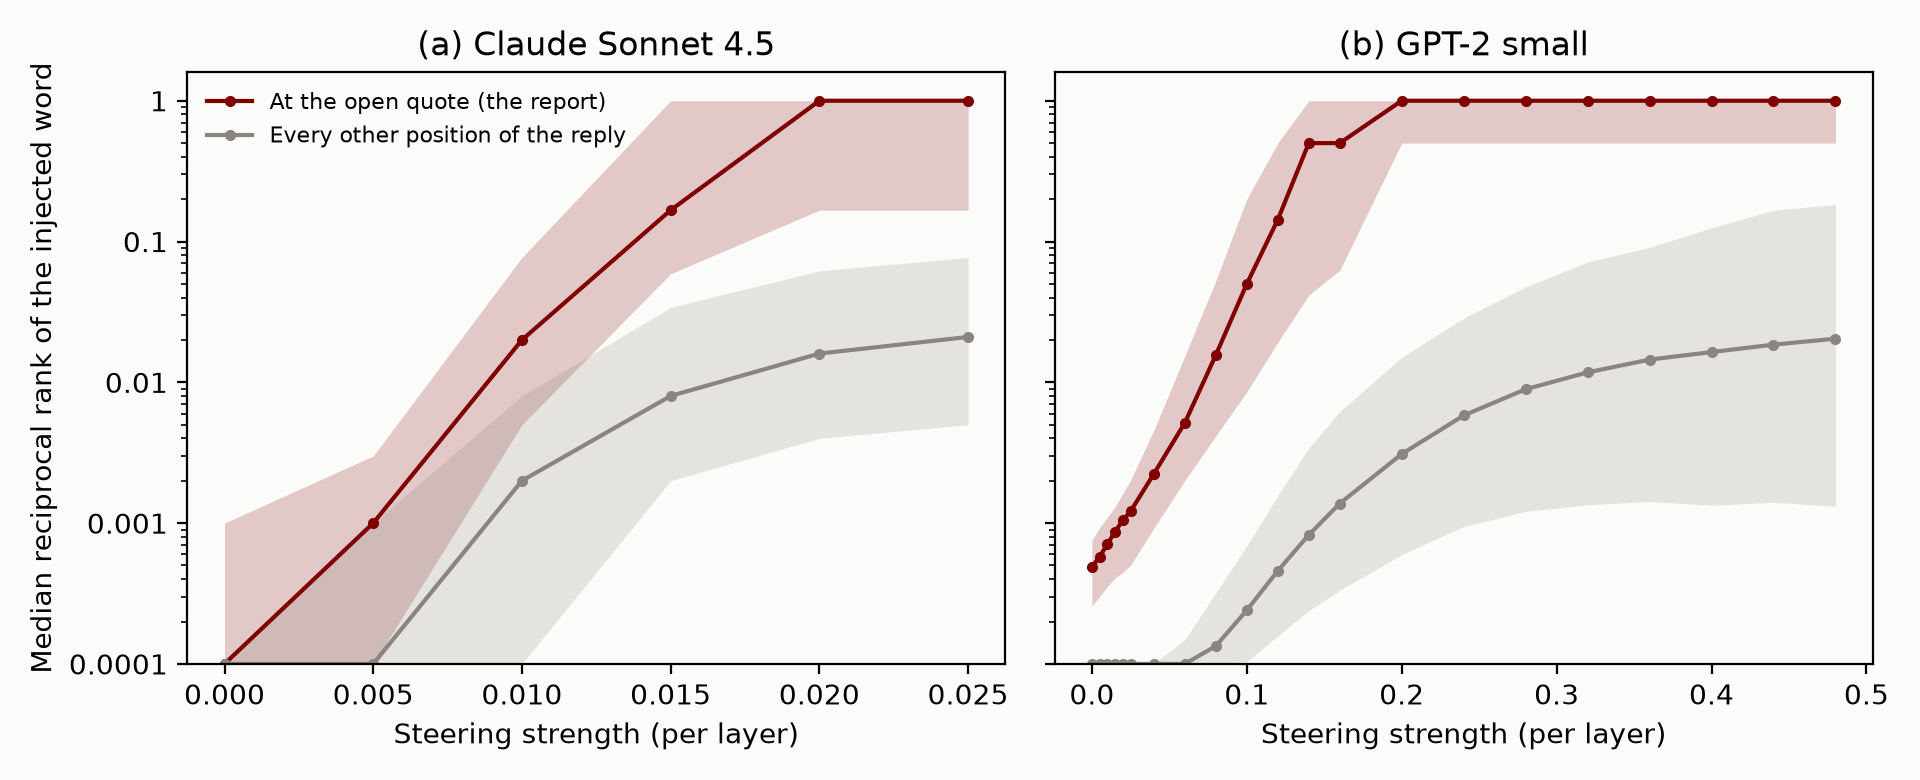 (a) Claude Sonnet 4.5
Median reciprocal rank of the injected word
1
0.1
0.01
0.001
0.0001
At the open quote (the report)
Every other position of the reply
0.000 0.005 0.010 0.015 0.020 0.025
Steering strength (per layer)
(b) GPT-2 small
0.0 0.1 0.2 0.3 0.4 0.5
Steering strength (per layer)